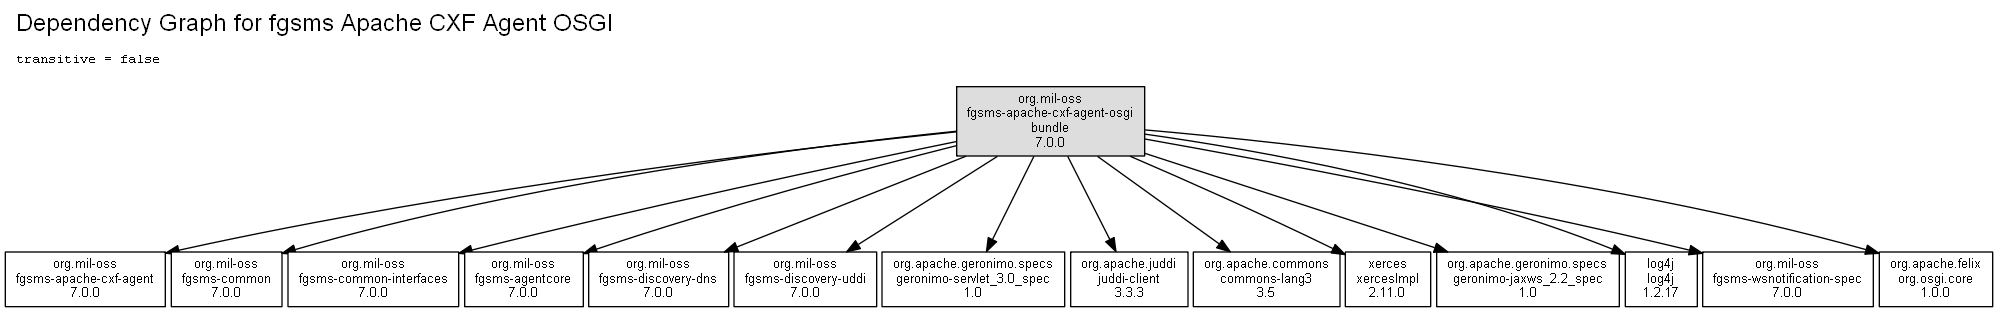 Dependency Graph for fgsms Apache CXF Agent OSGI
transitive = false
org.mil-oss
fgsms-apache-cxf-agent-osgi
bundle
7.0.0
org.mil-oss
fgsms-apache-cxf-agent
7.0.0
org.mil-oss
fgsms-common
7.0.0
org.mil-oss
fgsms-common-interfaces
7.0.0
org.mil-oss
fgsms-agentcore
7.0.0
org.mil-oss
fgsms-discovery-dns
7.0.0
org.mil-oss
fgsms-discovery-uddi
7.0.0
org.apache.geronimo.specs
geronimo-servlet_3.0_spec
1.0
org.apache.juddi
juddi-client
3.3.3
org.apache.commons
commons-lang3
3.5
xerces
xercesImpl
2.11.0
org.apache.geronimo.specs
geronimo-jaxws_2.2_spec
1.0
log4j
log4j
1.2.17
org.mil-oss
fgsms-wsnotification-spec
7.0.0
org.apache.felix
org.osgi.core
1.0.0